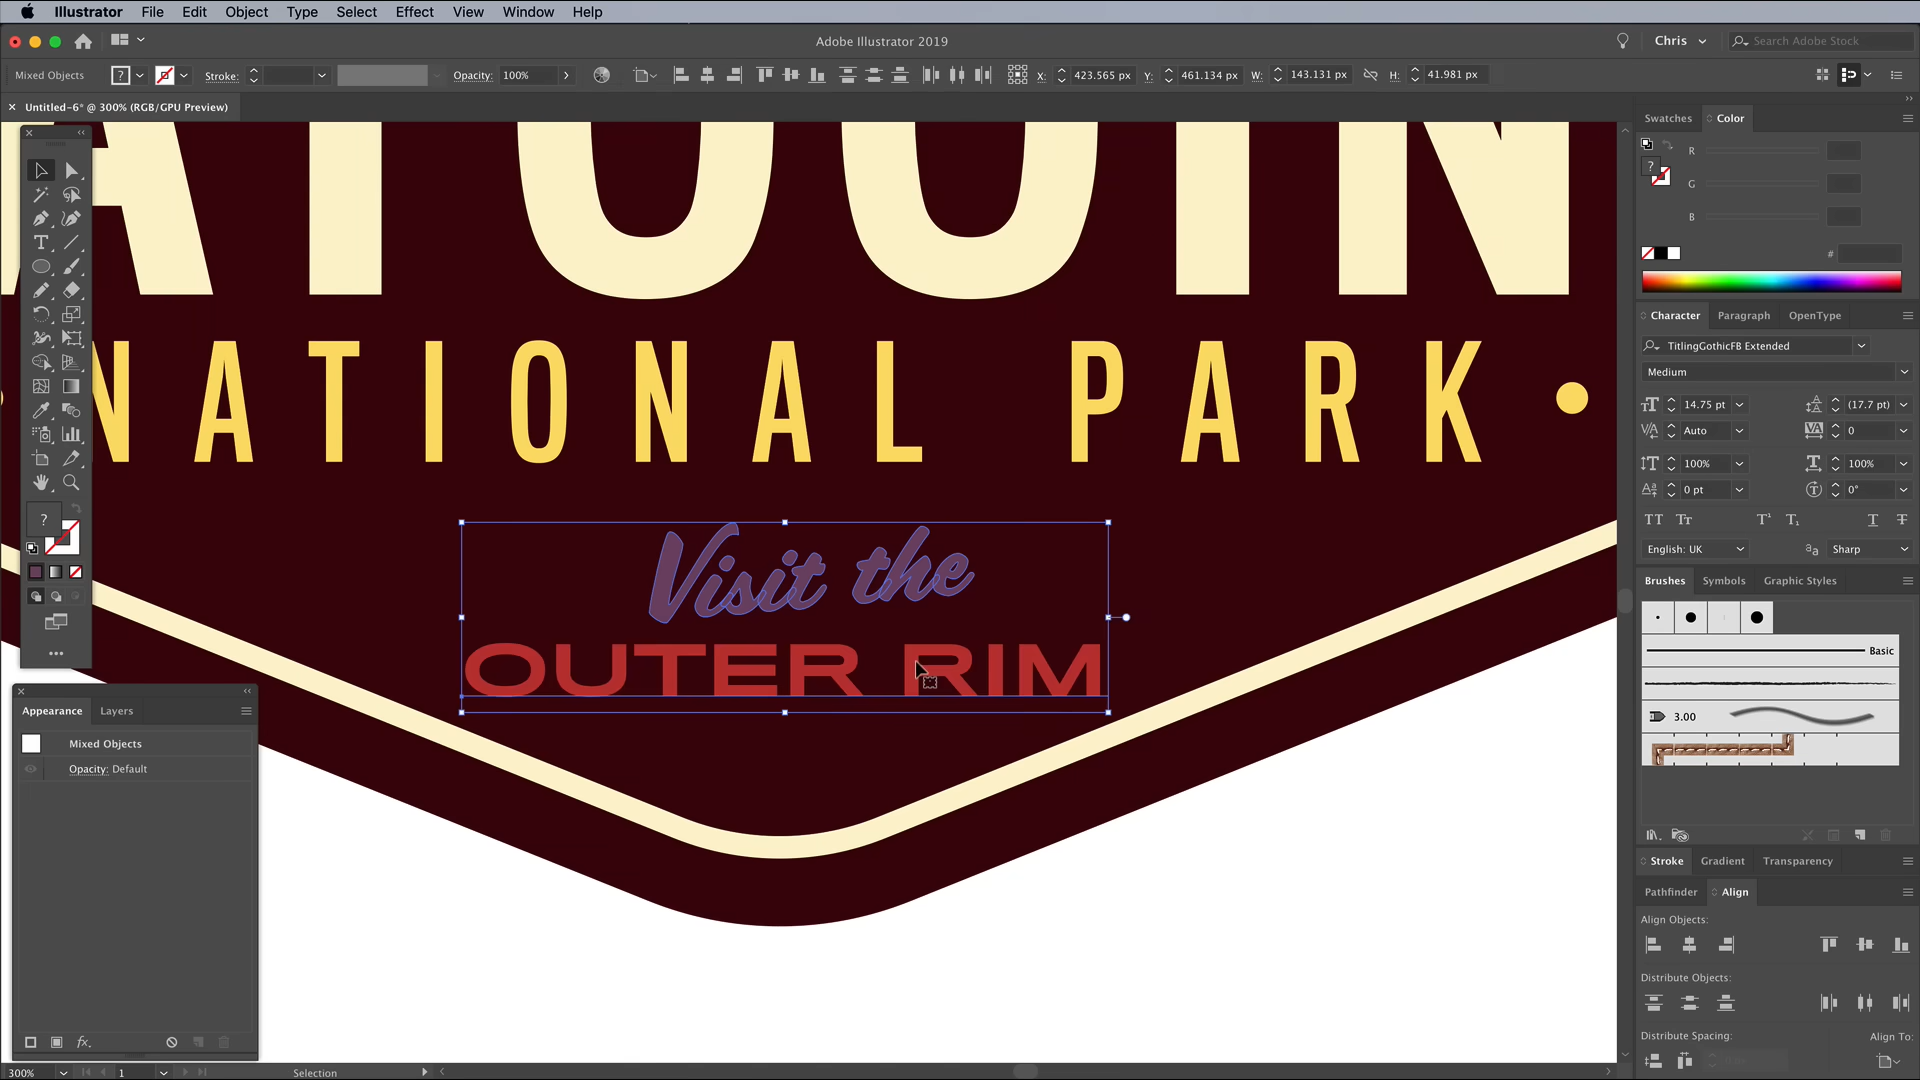 Illustrator File Edit Object Type Select Effect View Window Help
Adobe Illustrator 2019
Chris
Search Adobe Stock
Mixed Objects ? Stroke: Opacity: 100% X: 423.565 px Y: 461.134 px W: 143.131 px H: 41.981 px
Untitled-6* @ 300% (RGB/GPU Preview)
ATOOIN
NATIONAL PARK •
Visit the
OUTER RIM
?
Appearance Layers
Mixed Objects
Opacity: Default
fx.
Swatches Color
?
R
G
B
#
Character Paragraph OpenType
TitlingGothicFB Extended
Medium
14.75 pt (17.7 pt)
Auto 0
100% 100%
0 pt 0°
English: UK Sharp
Brushes Symbols Graphic Styles
Basic
3.00
Stroke Gradient Transparency
Pathfinder Align
Align Objects:
Distribute Objects:
Distribute Spacing: Align To:
300% 1 Selection